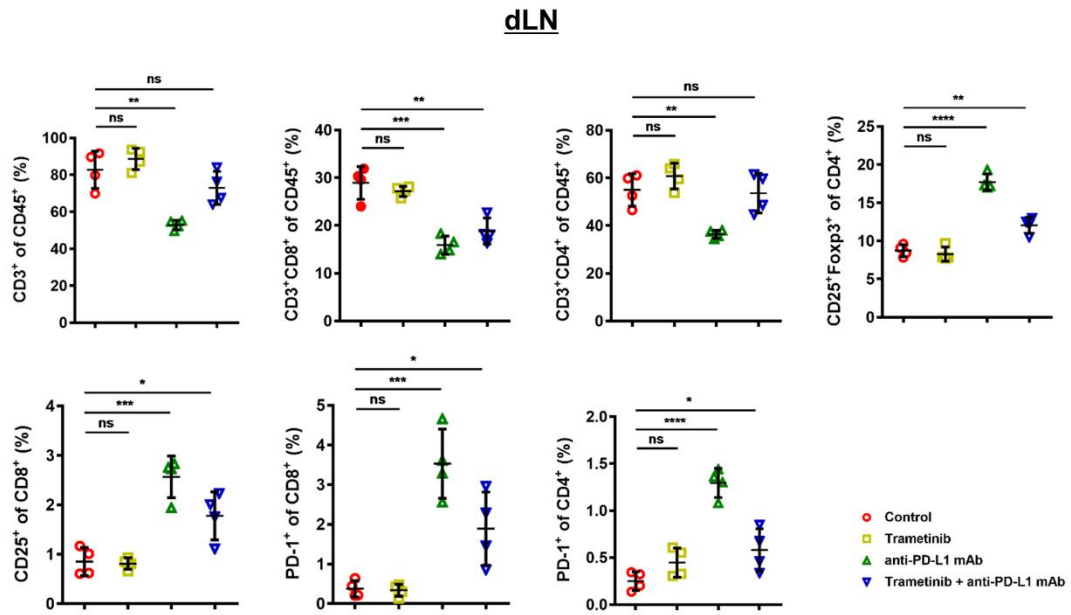 dLN
CD3⁺ of CD45⁺ (%)
100
80
60
40
20
0
ns
**
ns
CD3⁺CD8⁺ of CD45⁺ (%)
40
30
20
10
0
**
***
ns
CD3⁺CD4⁺ of CD45⁺ (%)
80
60
40
20
0
ns
**
ns
CD25⁺Foxp3⁺ of CD4⁺ (%)
25
20
15
10
5
0
**
****
ns
CD25⁺ of CD8⁺ (%)
4
3
2
1
0
*
***
ns
PD-1⁺ of CD8⁺ (%)
5
4
3
2
1
0
*
***
ns
PD-1⁺ of CD4⁺ (%)
2.0
1.5
1.0
0.5
0.0
*
****
ns
Control
Trametinib
anti-PD-L1 mAb
Trametinib + anti-PD-L1 mAb